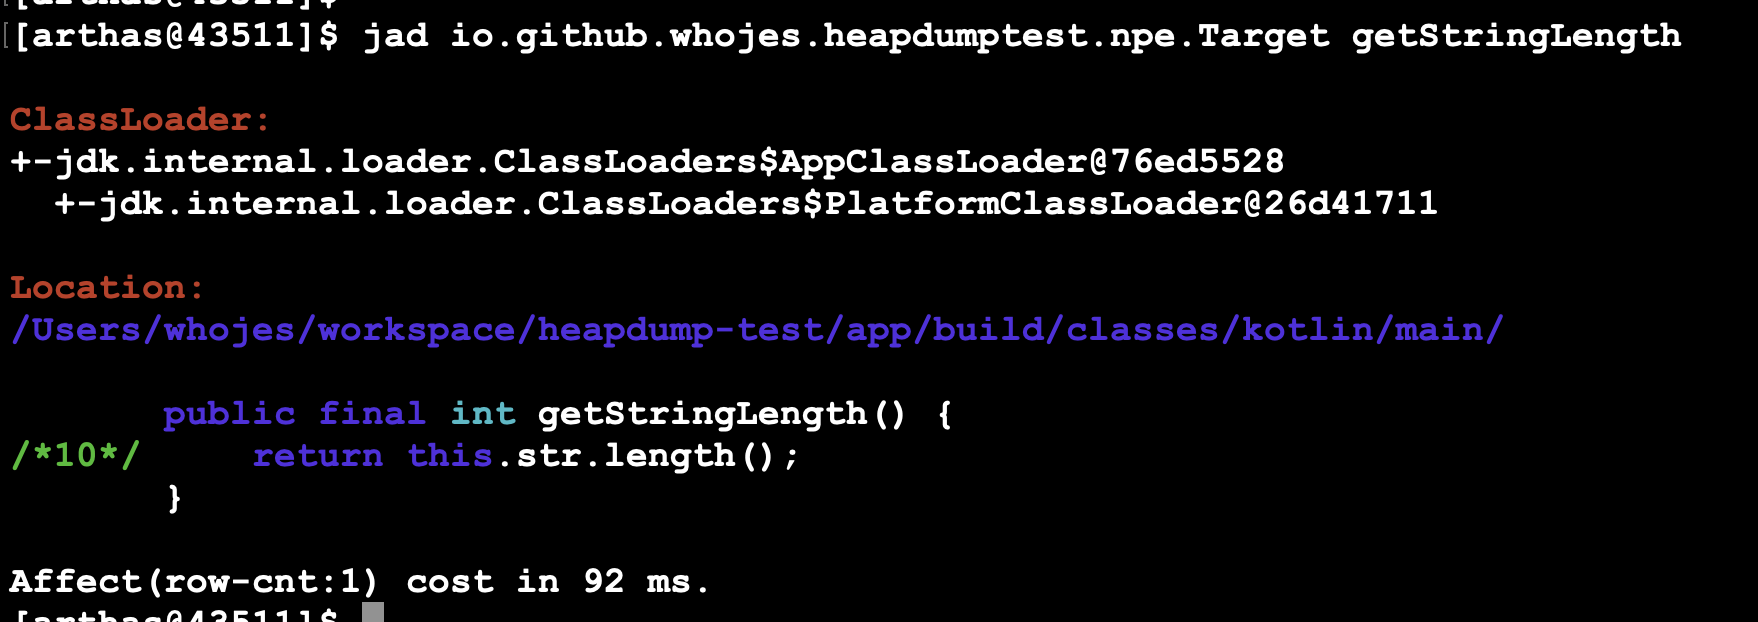 [arthas@43511]$
[arthas@43511]$ jad io.github.whojes.heapdumptest.npe.Target getStringLength
ClassLoader:
+-jdk.internal.loader.ClassLoaders$AppClassLoader@76ed5528
  +-jdk.internal.loader.ClassLoaders$PlatformClassLoader@26d41711
Location:
/Users/whojes/workspace/heapdump-test/app/build/classes/kotlin/main/
       public final int getStringLength() {
/*10*/     return this.str.length();
       }
Affect(row-cnt:1) cost in 92 ms.
[arthas@43511]$